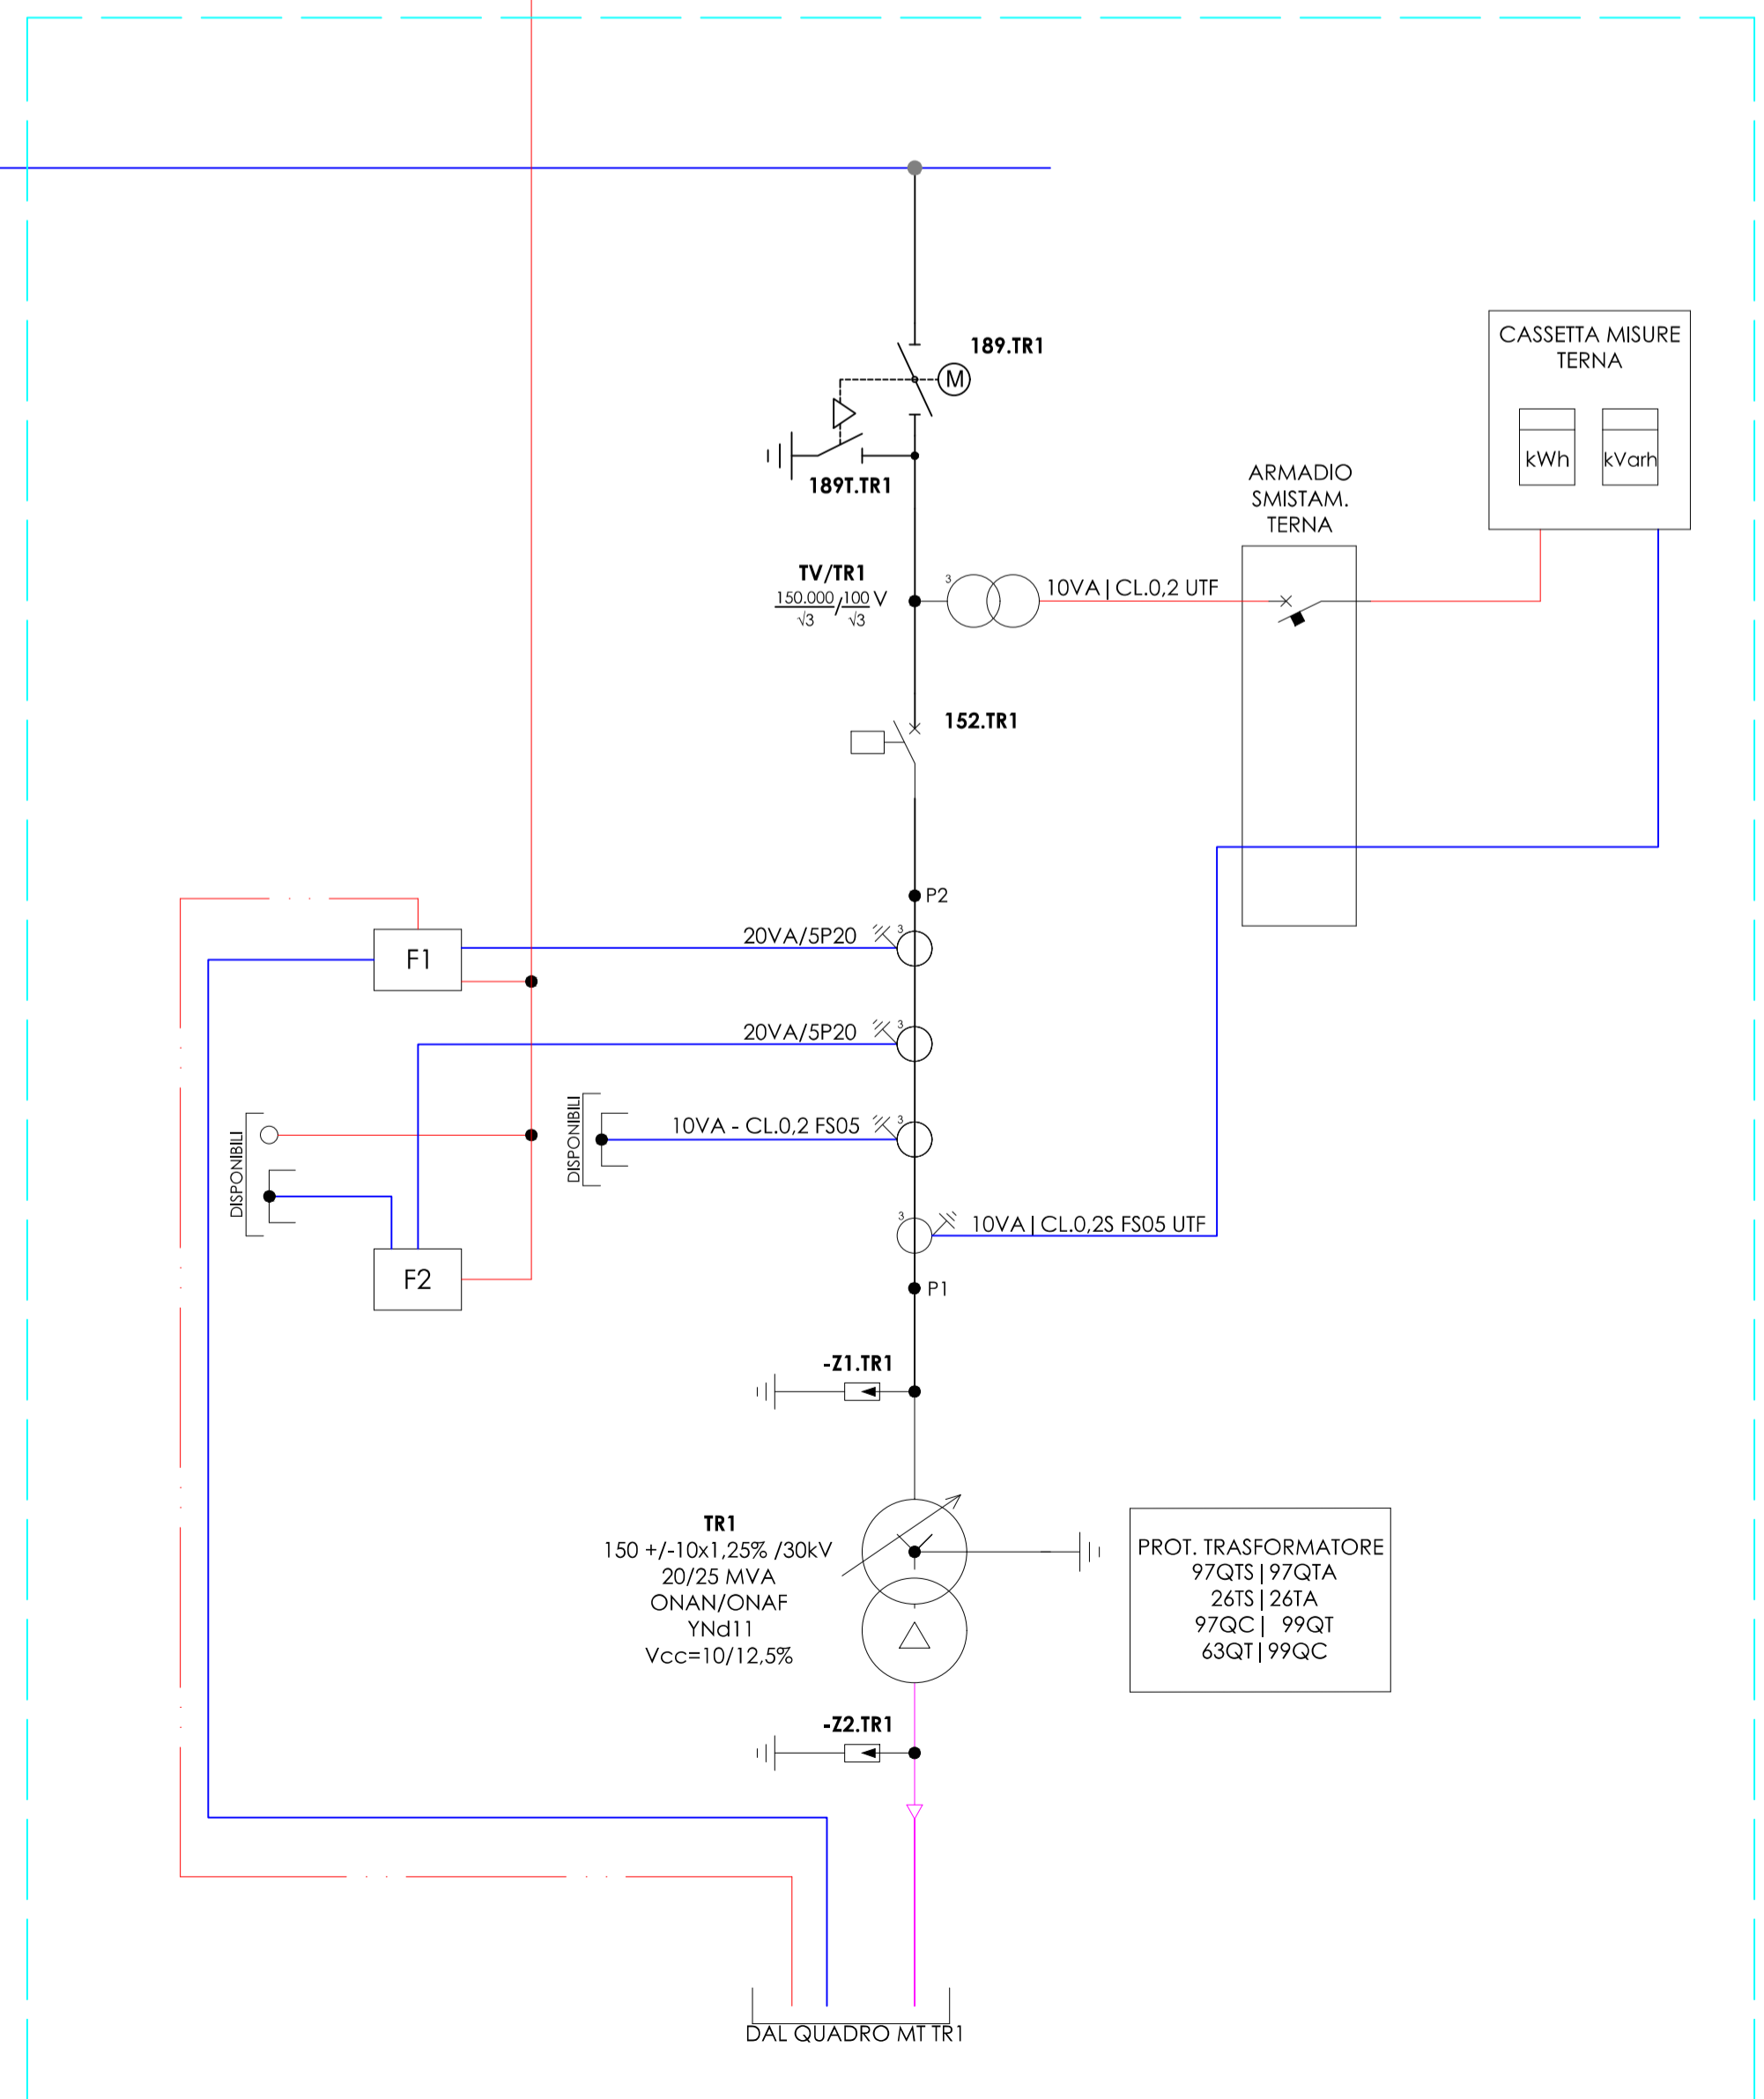 189.TR1
M
189T.TR1
CASSETTA MISURE
TERNA
kWh
kVarh
ARMADIO
SMISTAM.
TERNA
TV/TR1
150.000/√3 / 100/√3 V
3
10VA | CL.0,2 UTF
152.TR1
P2
F1
20VA/5P20
3
20VA/5P20
3
DISPONIBILI
DISPONIBILI
10VA - CL.0,2 FS05
3
3
10VA | CL.0,2S FS05 UTF
F2
P1
-Z1.TR1
TR1
150 +/-10x1,25% /30kV
20/25 MVA
ONAN/ONAF
YNd11
Vcc=10/12,5%
PROT. TRASFORMATORE
97QTS | 97QTA
26TS | 26TA
97QC | 99QT
63QT | 99QC
-Z2.TR1
DAL QUADRO MT TR1